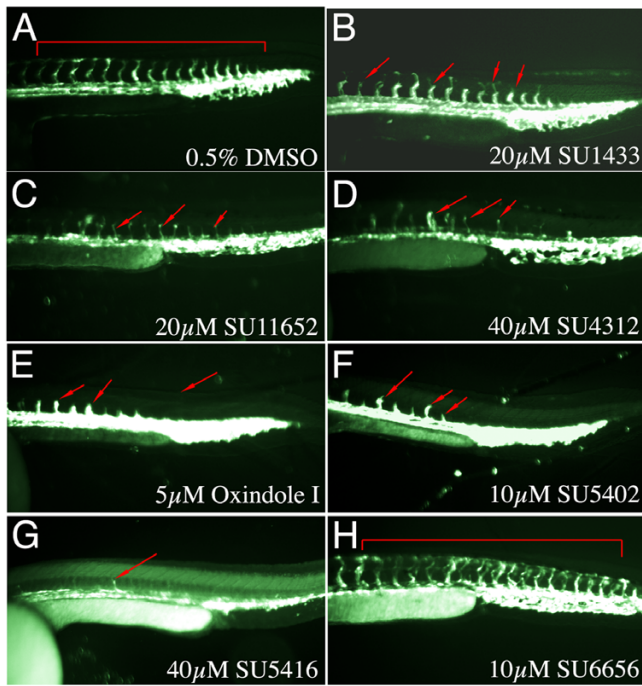 A
0.5% DMSO
B
20µM SU1433
C
20µM SU11652
D
40µM SU4312
E
5µM Oxindole I
F
10µM SU5402
G
40µM SU5416
H
10µM SU6656